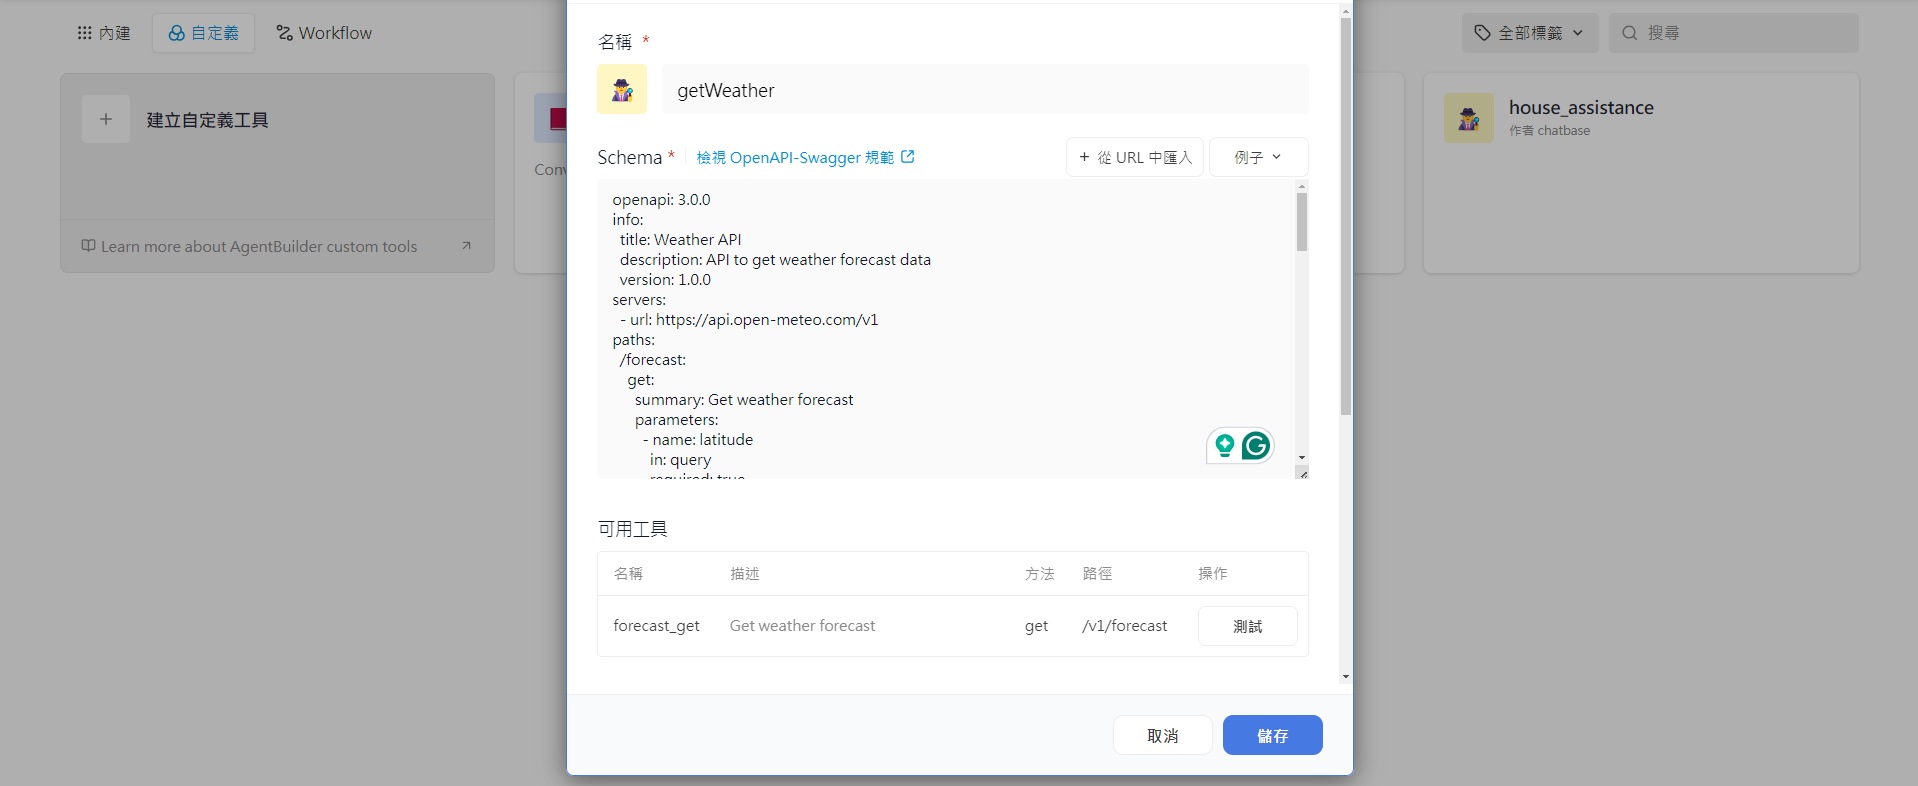 內建
自定義
Workflow
全部標籤
搜尋
建立自定義工具
Learn more about AgentBuilder custom tools
Conv
house_assistance
作者 chatbase
名稱 *
getWeather
Schema *
檢視 OpenAPI-Swagger 規範
+ 從 URL 中匯入
例子
openapi: 3.0.0
info:
title: Weather API
description: API to get weather forecast data
version: 1.0.0
servers:
- url: https://api.open-meteo.com/v1
paths:
/forecast:
get:
summary: Get weather forecast
parameters:
- name: latitude
in: query
required: true
可用工具
名稱 描述 方法 路徑 操作
forecast_get Get weather forecast get /v1/forecast 測試
取消
儲存